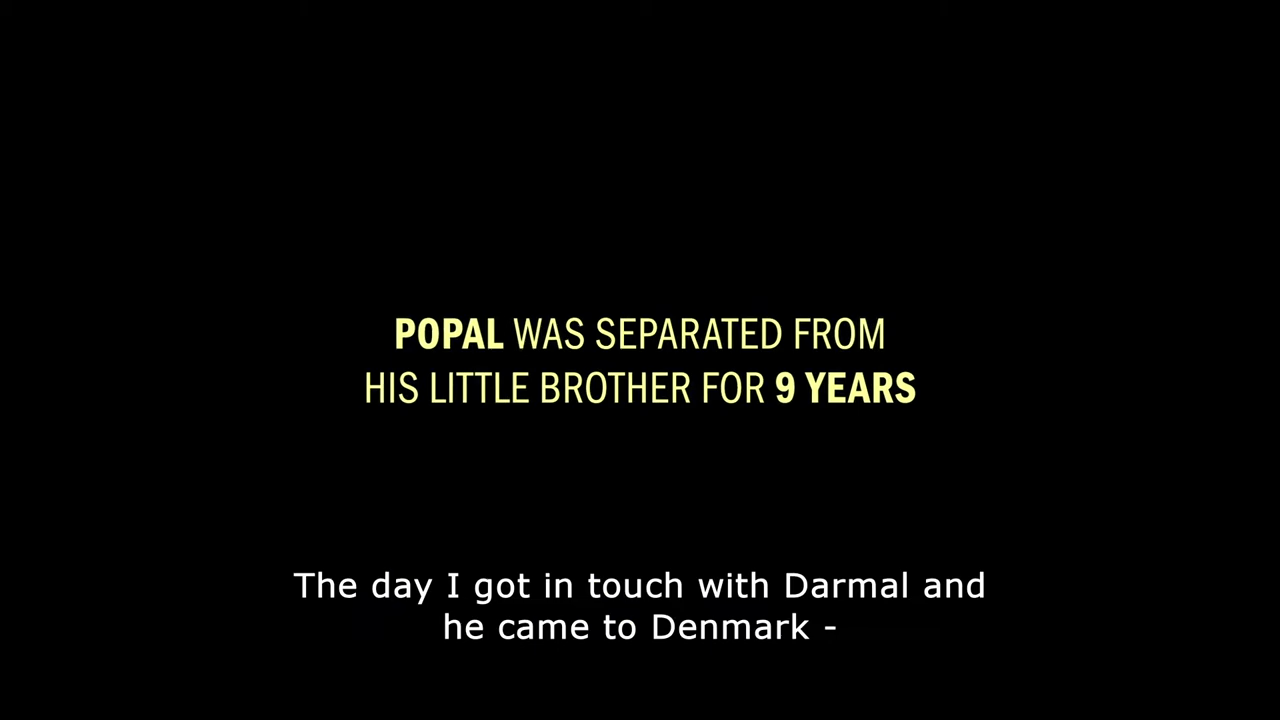 POPAL WAS SEPARATED FROM
HIS LITTLE BROTHER FOR 9 YEARS
The day I got in touch with Darmal and
he came to Denmark -